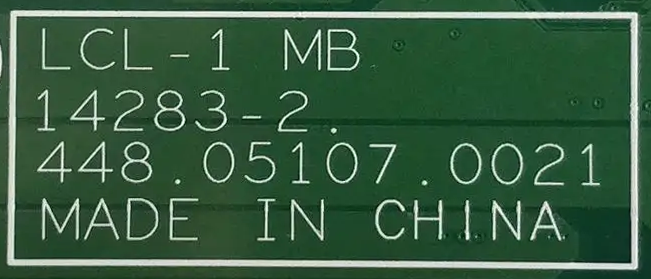 LCL-1 MB
14283-2.
448.05107.0021
MADE IN CHINA